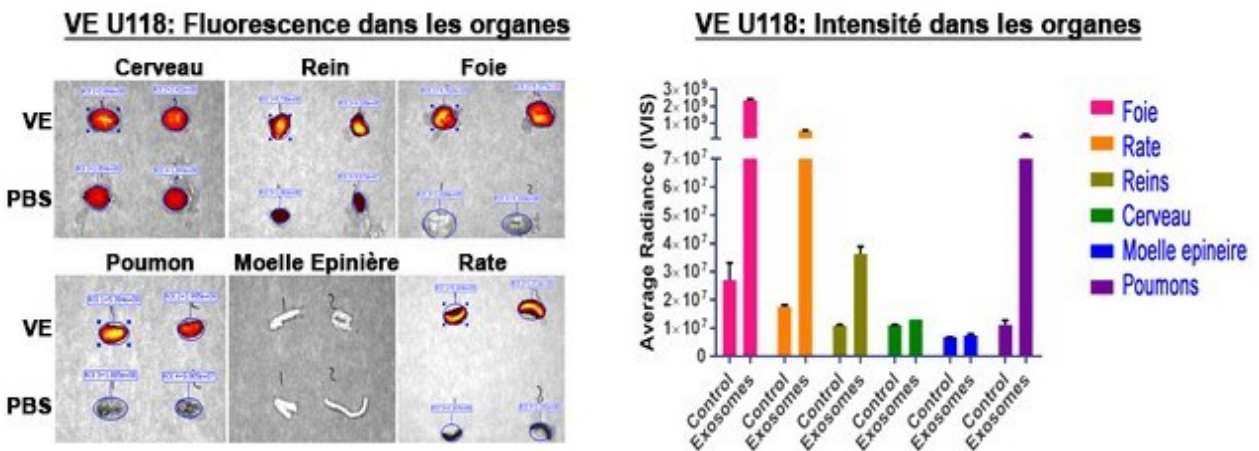 VE U118: Fluorescence dans les organes
Cerveau Rein Foie
VE
PBS
Poumon Moelle Epinière Rate
VE
PBS
VE U118: Intensité dans les organes
Average Radiance (IVIS)
3×10⁹
2×10⁹
1×10⁹
7×10⁷
6×10⁷
5×10⁷
4×10⁷
3×10⁷
2×10⁷
1×10⁷
0
Control Exosomes Control Exosomes Control Exosomes Control Exosomes Control Exosomes Control Exosomes
Foie
Rate
Reins
Cerveau
Moelle epineire
Poumons